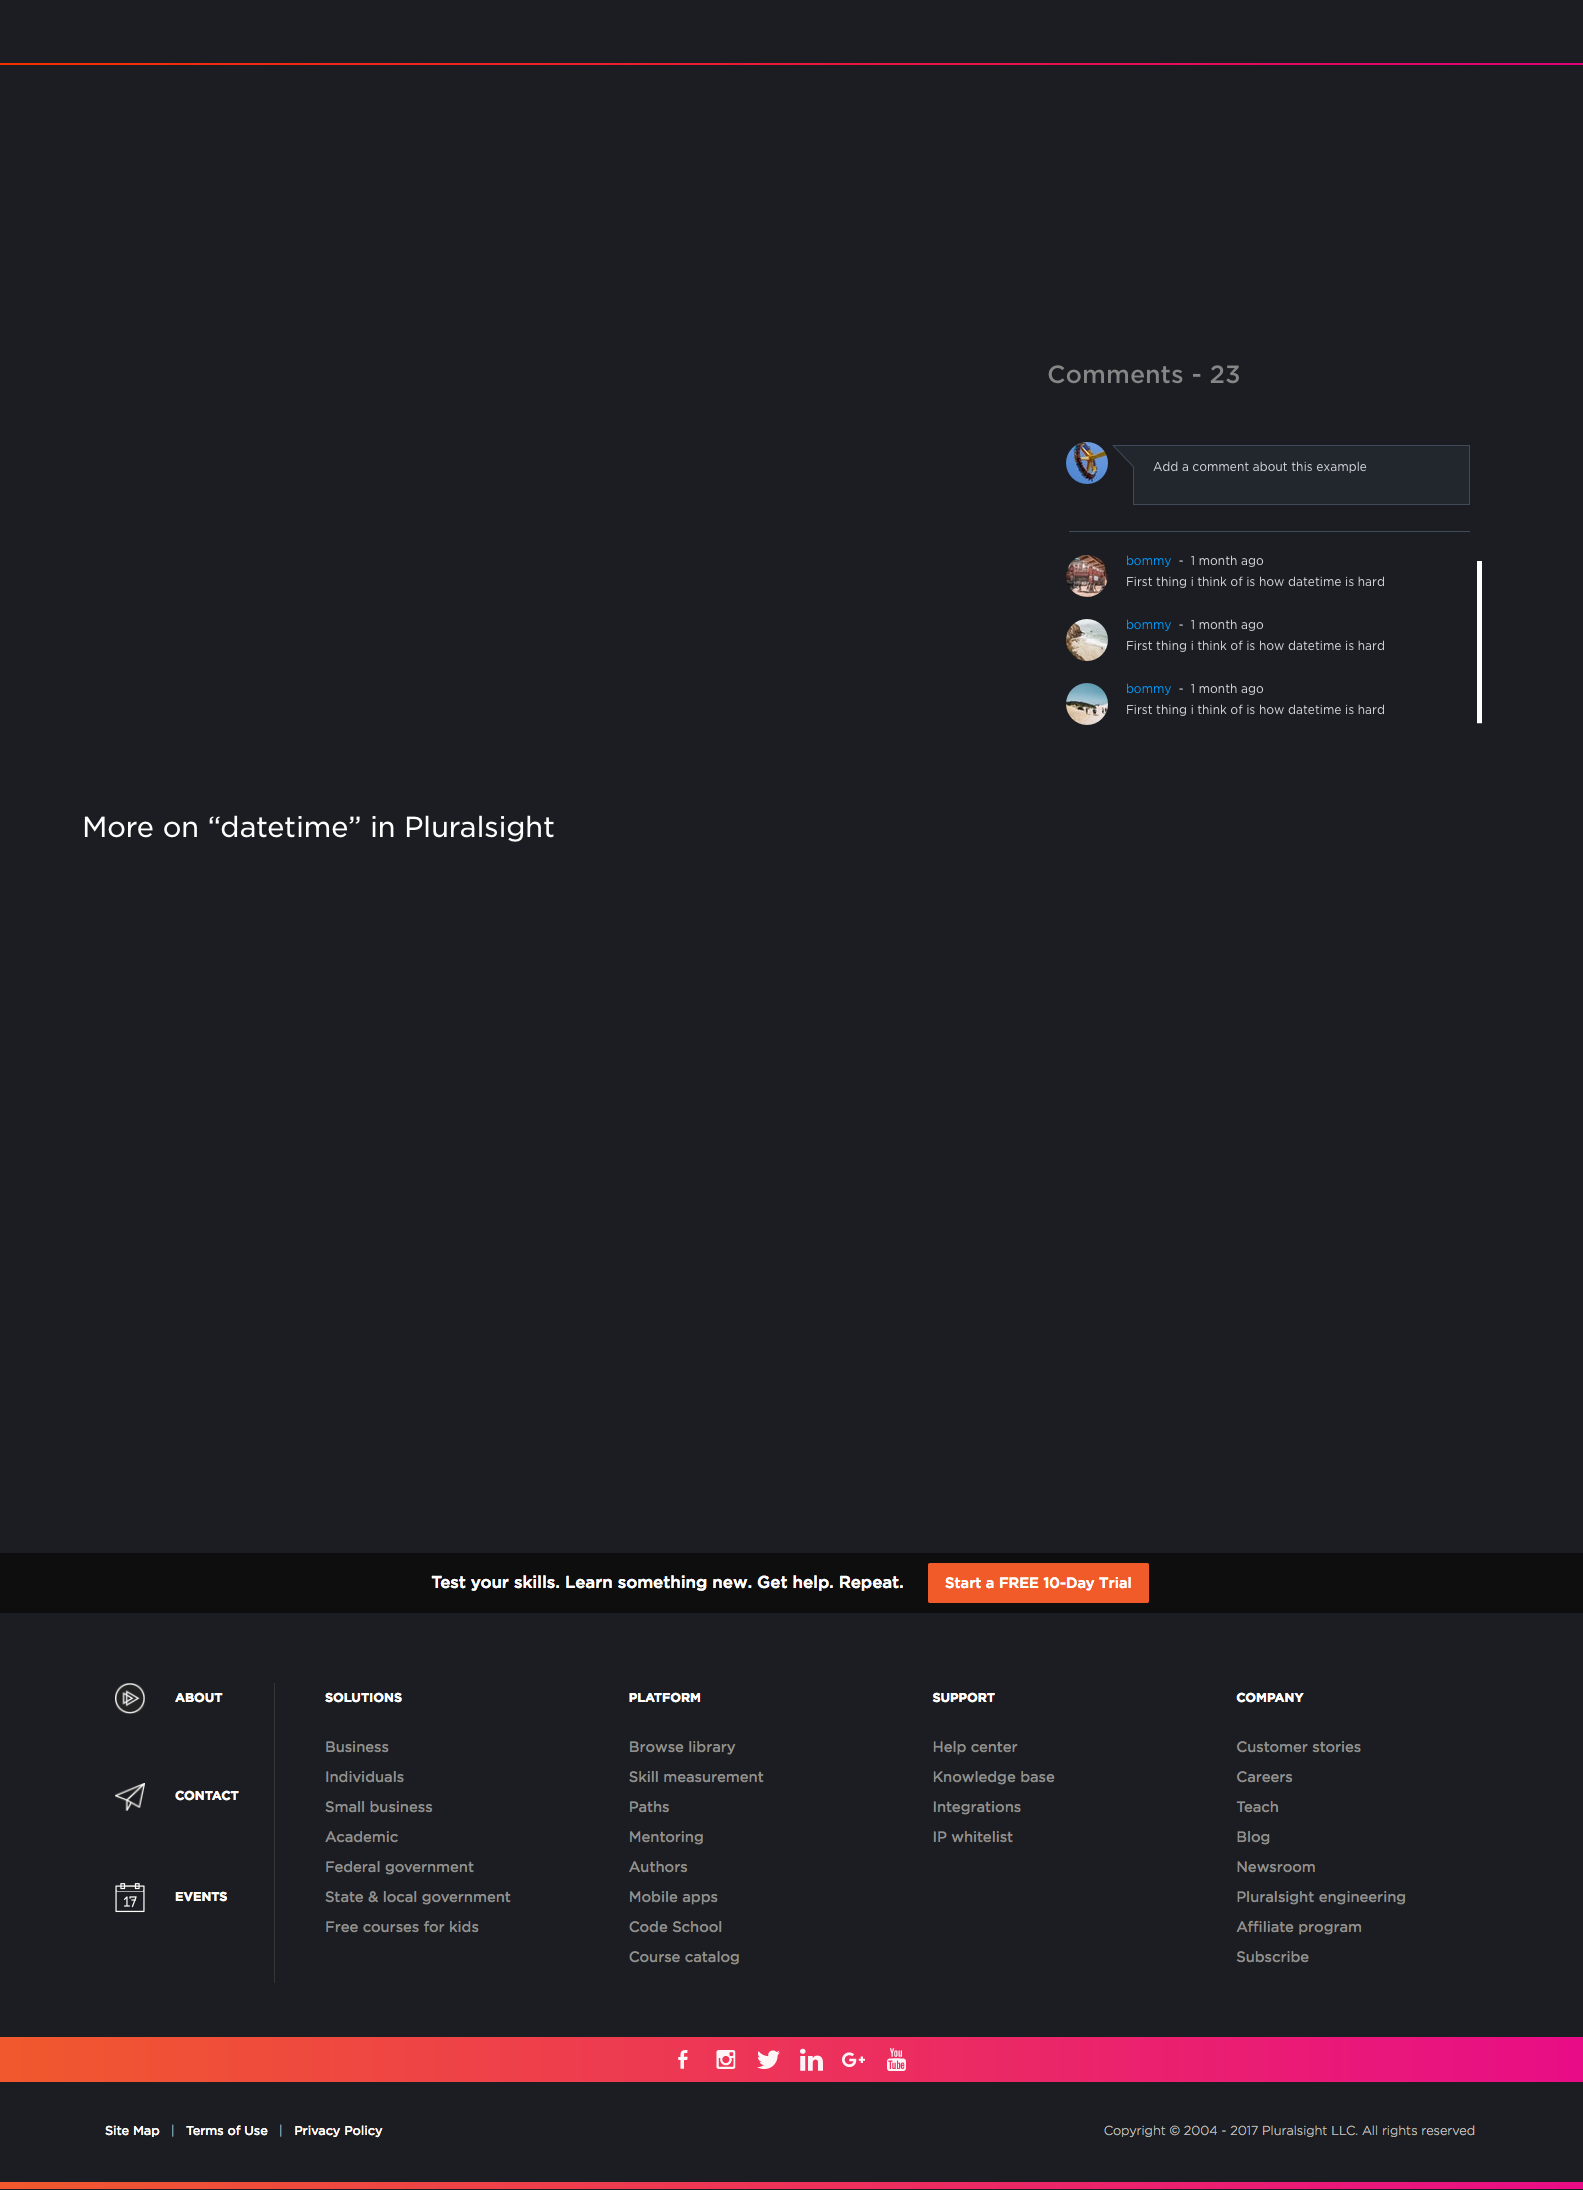 Comments - 23
Add a comment about this example
bommy - 1 month ago
First thing i think of is how datetime is hard
bommy - 1 month ago
First thing i think of is how datetime is hard
bommy - 1 month ago
First thing i think of is how datetime is hard
More on “datetime” in Pluralsight
Test your skills. Learn something new. Get help. Repeat.
Start a FREE 10-Day Trial
ABOUT
CONTACT
17
EVENTS
SOLUTIONS
Business
Individuals
Small business
Academic
Federal government
State & local government
Free courses for kids
PLATFORM
Browse library
Skill measurement
Paths
Mentoring
Authors
Mobile apps
Code School
Course catalog
SUPPORT
Help center
Knowledge base
Integrations
IP whitelist
COMPANY
Customer stories
Careers
Teach
Blog
Newsroom
Pluralsight engineering
Affiliate program
Subscribe
f
in
G+
You
Tube
Site Map | Terms of Use | Privacy Policy
Copyright © 2004 - 2017 Pluralsight LLC. All rights reserved